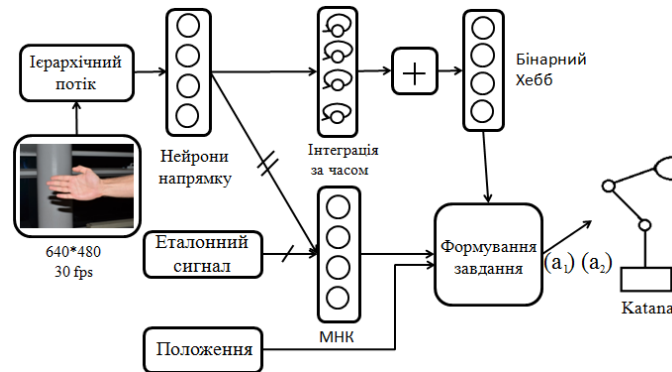 Ієрархічний
потік
Нейрони
напрямку
Інтеграція
за часом
+
Бінарний
Хебб
640*480
30 fps
Еталонний
сигнал
МНК
Формування
завдання
(a₁) (a₂)
Katana
Положення